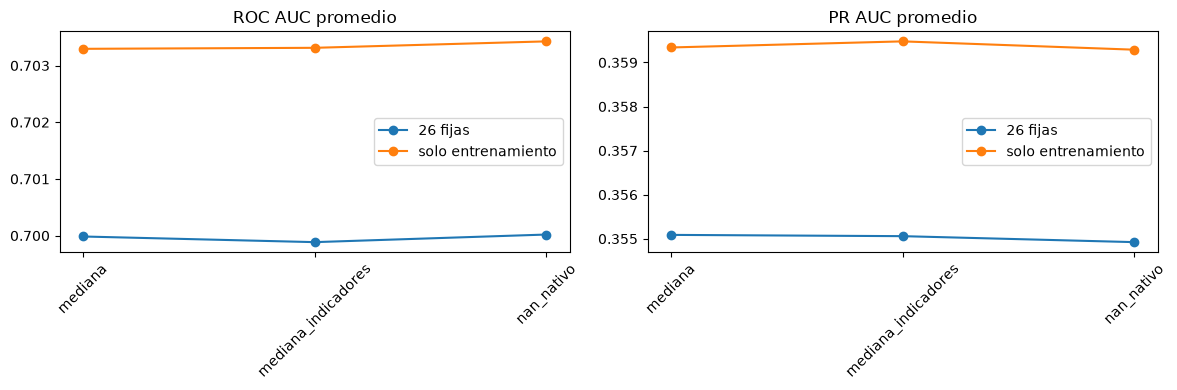 ROC AUC promedio
0.703
0.702
0.701
0.700
26 fijas
solo entrenamiento
mediana
mediana_indicadores
nan_nativo
PR AUC promedio
0.359
0.358
0.357
0.356
0.355
26 fijas
solo entrenamiento
mediana
mediana_indicadores
nan_nativo